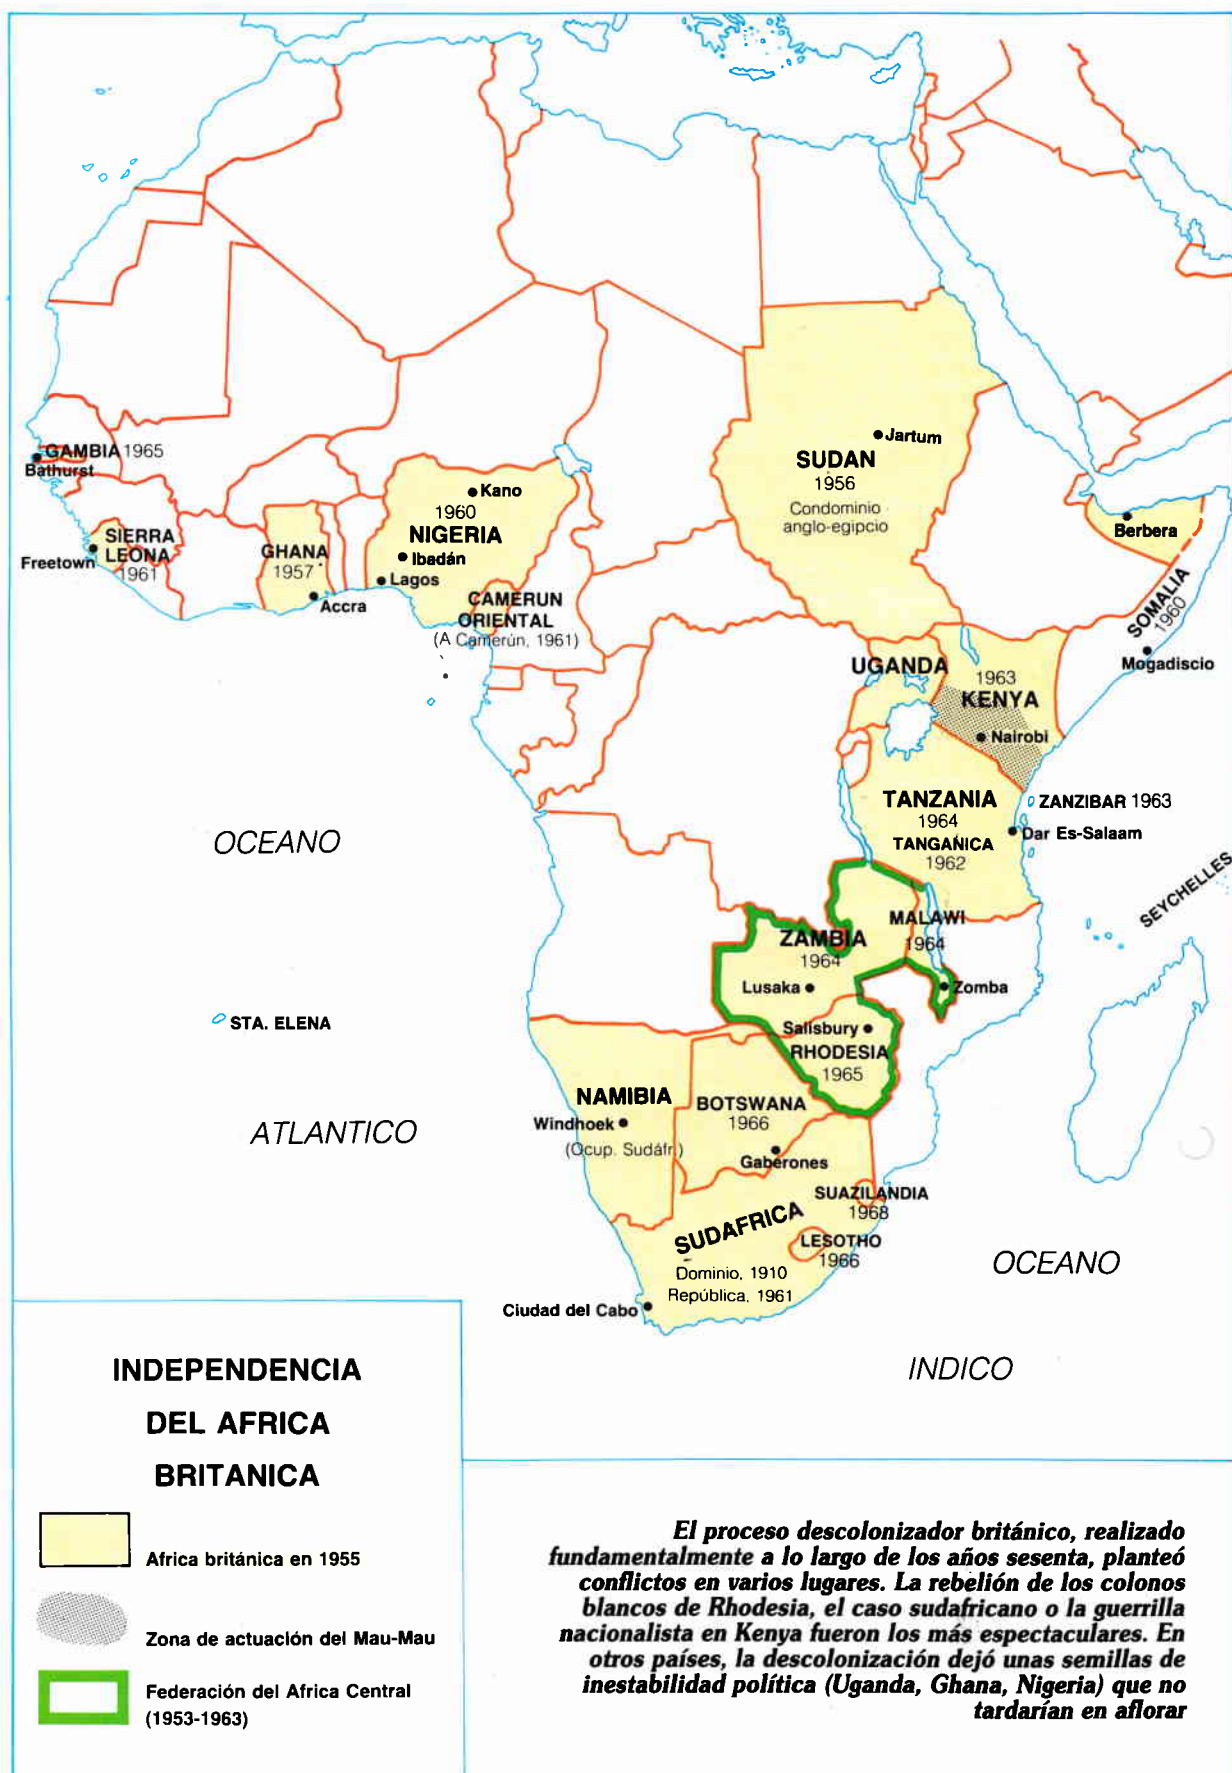 GAMBIA 1965
Bathurst
SIERRA
LEONA
1961
Freetown
GHANA
1957
Accra
Kano
1960
NIGERIA
Ibadán
Lagos
CAMERUN
ORIENTAL
(A Camerún, 1961)
Jartum
SUDAN
1956
Condominio
anglo-egipcio
Berbera
SOMALIA
1960
Mogadiscio
UGANDA
1963
KENYA
Nairobi
TANZANIA
1964
TANGAÑICA
1962
ZANZIBAR 1963
Dar Es-Salaam
SEYCHELLES
OCEANO
ATLANTICO
STA. ELENA
MALAWI
1964
ZAMBIA
1964
Lusaka
Zomba
Salisbury
RHODESIA
1965
NAMIBIA
Windhoek
(Ocup. Sudáfr.)
BOTSWANA
1966
Gaberones
SUAZILANDIA
1968
SUDAFRICA
LESOTHO
1966
Dominio, 1910
República, 1961
Ciudad del Cabo
OCEANO
INDICO
INDEPENDENCIA
DEL AFRICA
BRITANICA
Africa británica en 1955
Zona de actuación del Mau-Mau
Federación del Africa Central
(1953-1963)
El proceso descolonizador británico, realizado
fundamentalmente a lo largo de los años sesenta, planteó
conflictos en varios lugares. La rebelión de los colonos
blancos de Rhodesia, el caso sudafricano o la guerrilla
nacionalista en Kenya fueron los más espectaculares. En
otros países, la descolonización dejó unas semillas de
inestabilidad política (Uganda, Ghana, Nigeria) que no
tardarían en aflorar